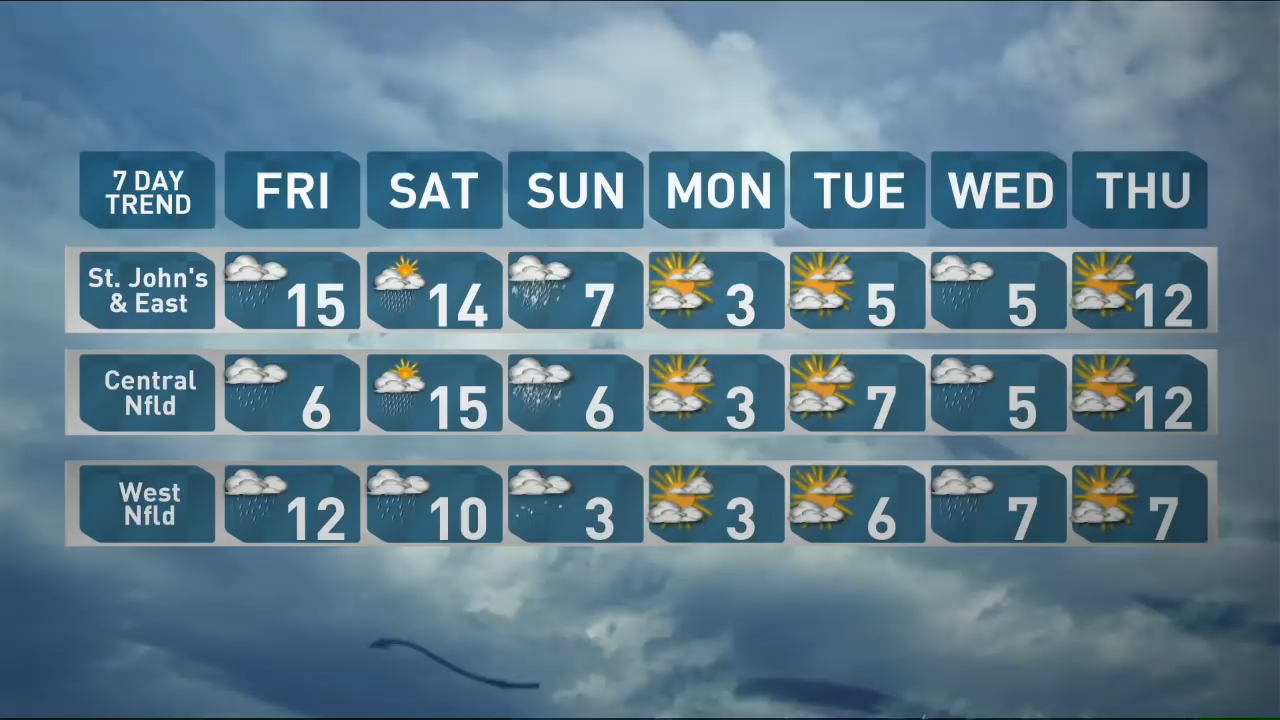 7 DAY
TREND
FRI SAT SUN MON TUE WED THU
St. John's
& East
15 14 7 3 5 5 12
Central
Nfld
6 15 6 3 7 5 12
West
Nfld
12 10 3 3 6 7 7